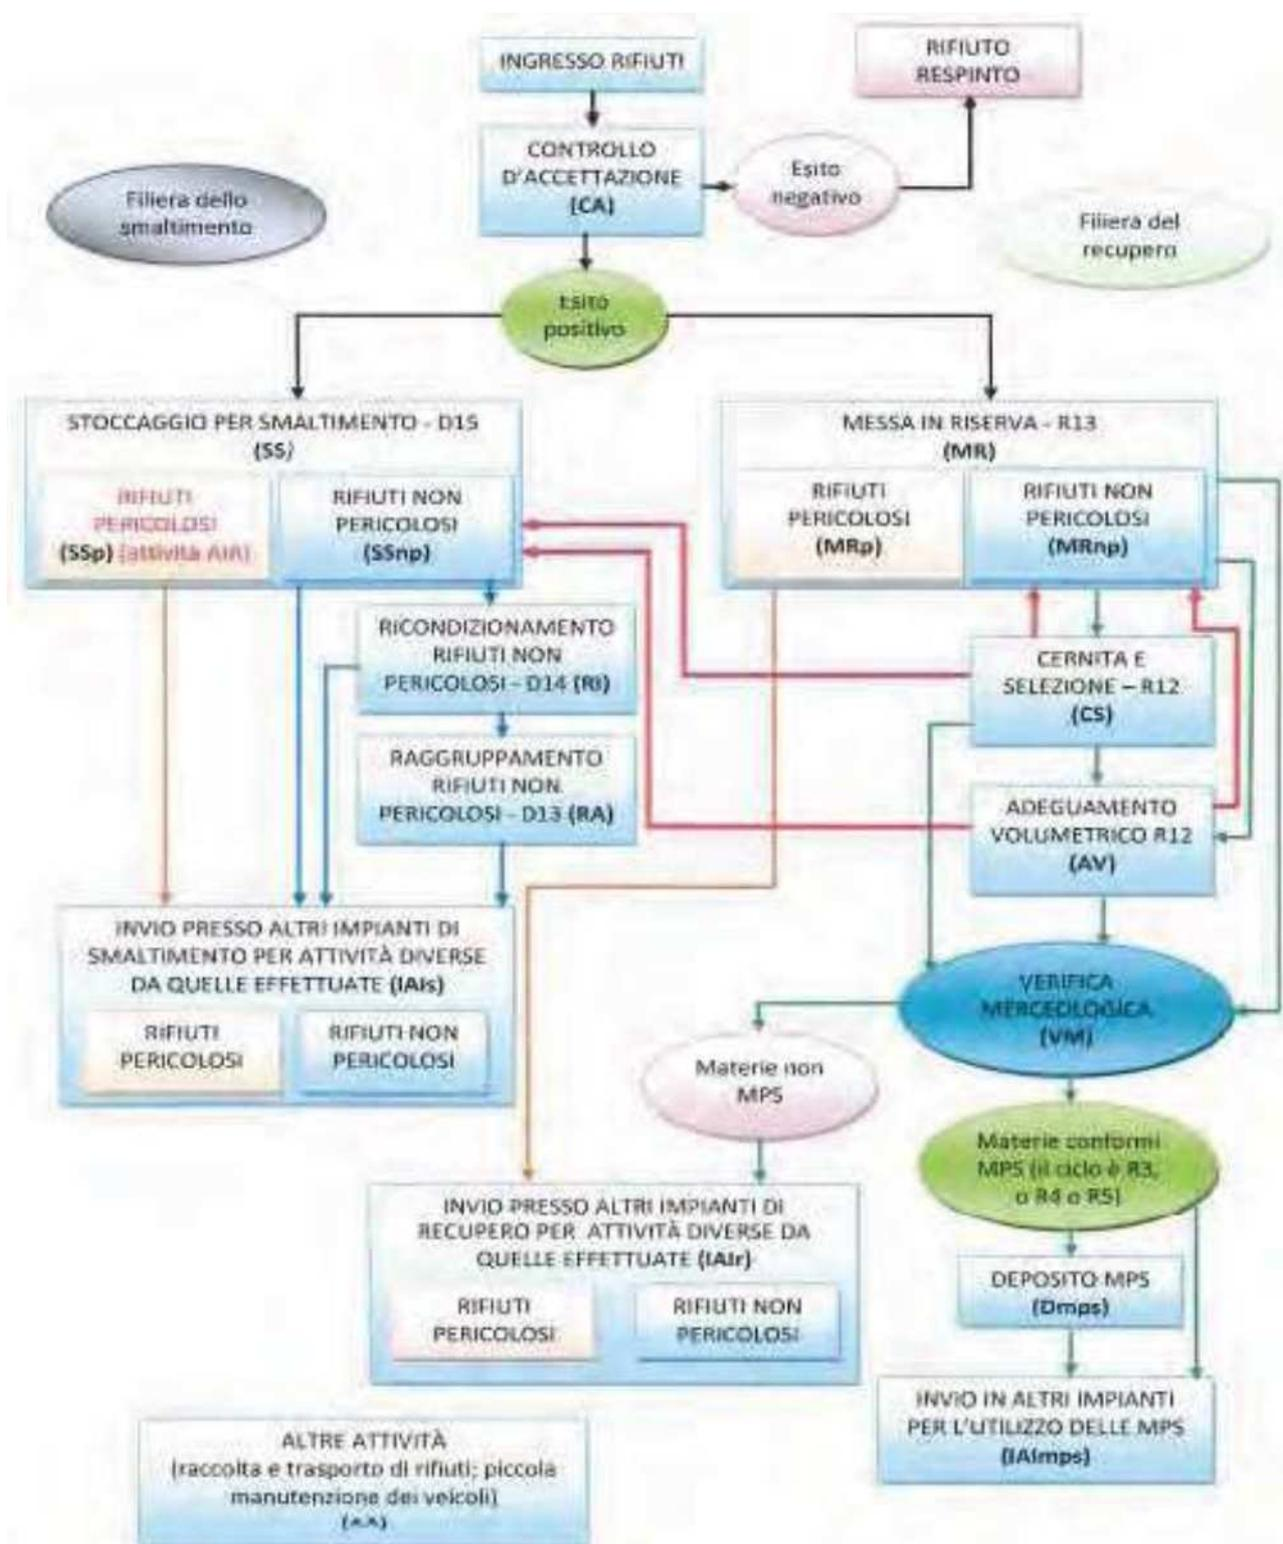 INGRESSO RIFIUTI
RIFIUTO
RESPINTO
CONTROLLO
D'ACCETTAZIONE
(CA)
Esito
negativo
Filiera dello
smaltimento
Filiera del
recupero
Esito
positivo
STOCCAGGIO PER SMALTIMENTO - D15
(SS)
RIFIUTI
PERICOLOSI
(SSp) (attività AIA)
RIFIUTI NON
PERICOLOSI
(SSnp)
MESSA IN RISERVA - R13
(MR)
RIFIUTI
PERICOLOSI
(MRp)
RIFIUTI NON
PERICOLOSI
(MRnp)
RICONDIZIONAMENTO
RIFIUTI NON
PERICOLOSI - D14 (RI)
CERNITA E
SELEZIONE – R12
(CS)
RAGGRUPPAMENTO
RIFIUTI NON
PERICOLOSI - D13 (RA)
ADEGUAMENTO
VOLUMETRICO R12
(AV)
INVIO PRESSO ALTRI IMPIANTI DI
SMALTIMENTO PER ATTIVITÀ DIVERSE
DA QUELLE EFFETTUATE (IAIs)
RIFIUTI
PERICOLOSI
RIFIUTI NON
PERICOLOSI
VERIFICA
MERCEOLOGICA
(VM)
Materie non
MPS
Materie conformi
MPS (il ciclo è R3,
o R4 o R5)
INVIO PRESSO ALTRI IMPIANTI DI
RECUPERO PER ATTIVITÀ DIVERSE DA
QUELLE EFFETTUATE (IAIr)
RIFIUTI
PERICOLOSI
RIFIUTI NON
PERICOLOSI
DEPOSITO MPS
(Dmps)
INVIO IN ALTRI IMPIANTI
PER L'UTILIZZO DELLE MPS
(IAImps)
ALTRE ATTIVITÀ
(raccolta e trasporto di rifiuti; piccola
manutenzione dei veicoli)